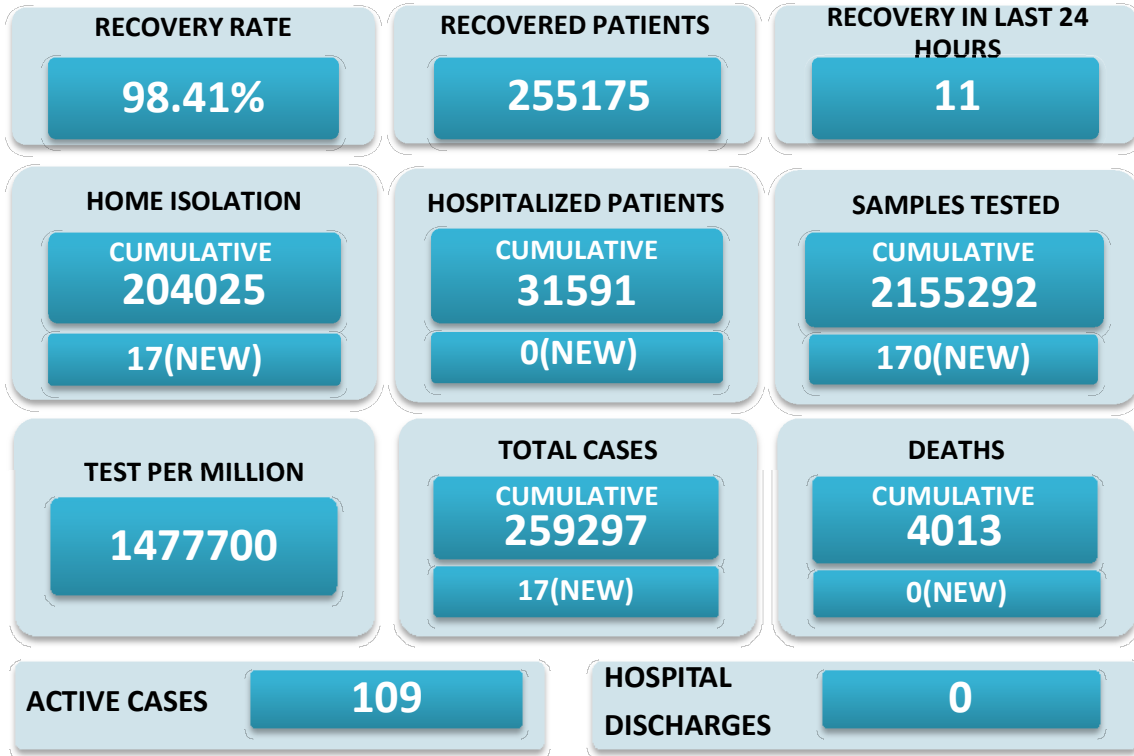 RECOVERY RATE
98.41%
RECOVERED PATIENTS
255175
RECOVERY IN LAST 24
HOURS
11
HOME ISOLATION
CUMULATIVE
204025
17(NEW)
HOSPITALIZED PATIENTS
CUMULATIVE
31591
0(NEW)
SAMPLES TESTED
CUMULATIVE
2155292
170(NEW)
TEST PER MILLION
1477700
TOTAL CASES
CUMULATIVE
259297
17(NEW)
DEATHS
CUMULATIVE
4013
0(NEW)
ACTIVE CASES
109
HOSPITAL
DISCHARGES
0